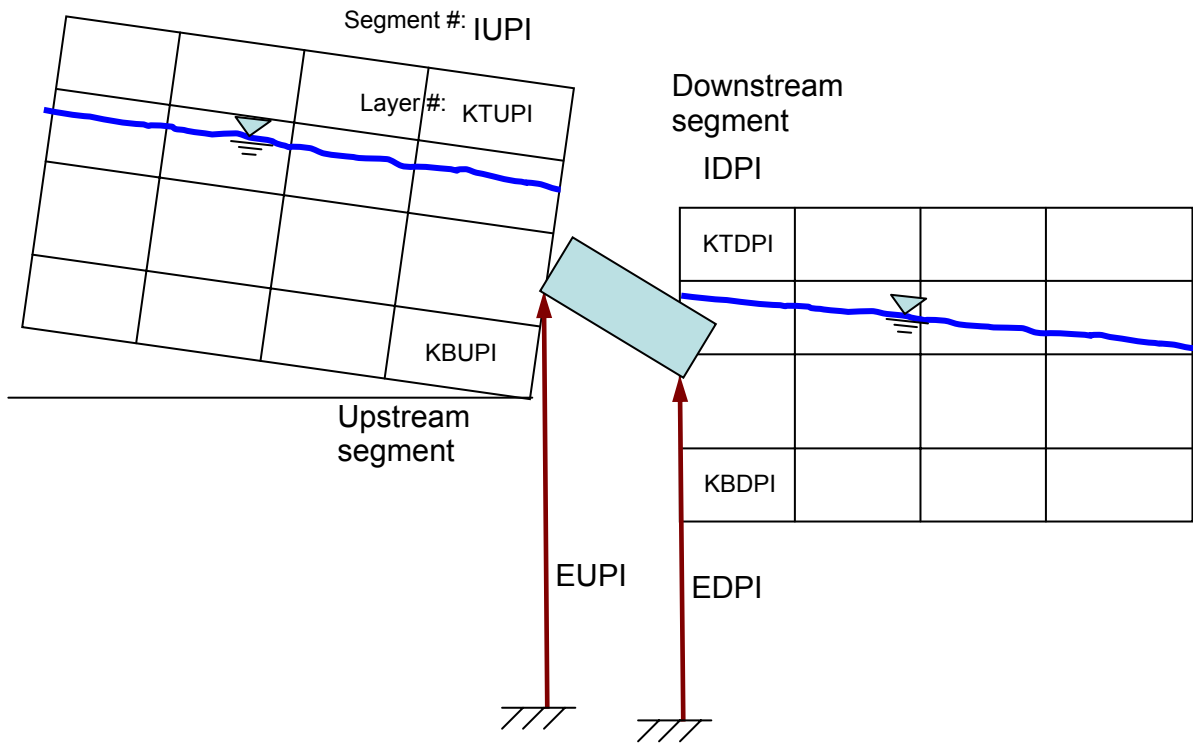 Segment #: IUPI
Layer #: KTUPI
Downstream
segment
IDPI
KTDPI
KBUPI
Upstream
segment
KBDPI
EUPI
EDPI